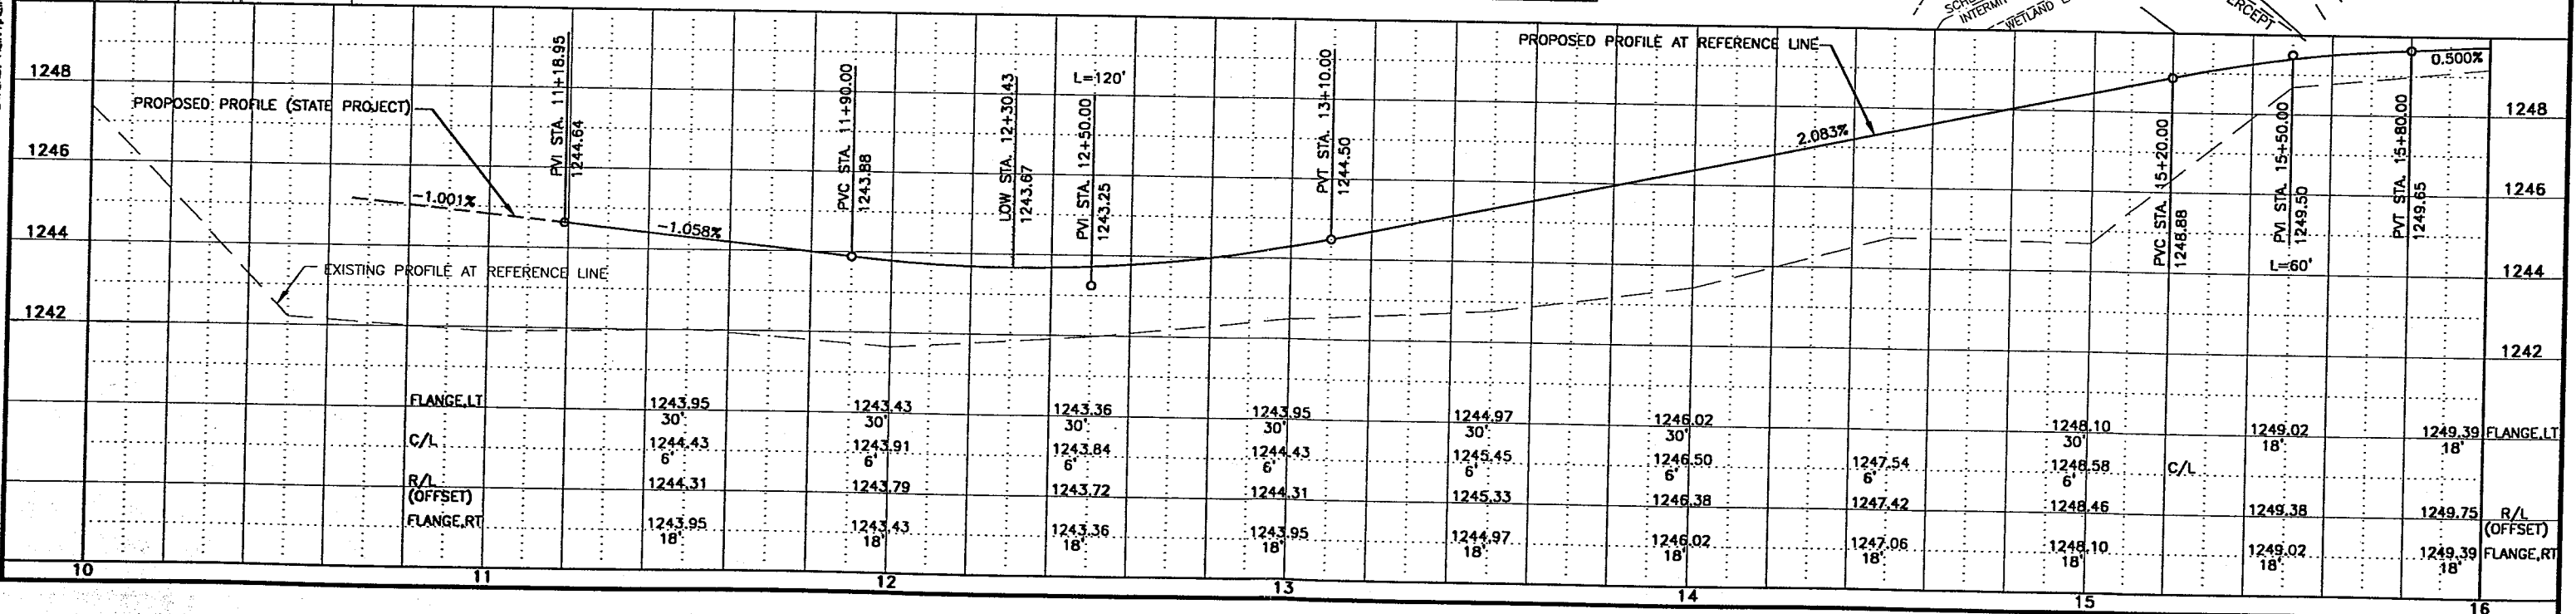 SCH
INTERMI
WETLAND
ERCEPT
PROPOSED PROFILE AT REFERENCE LINE
0.500%
1248
1248
PROPOSED PROFILE (STATE PROJECT)
PVI STA. 11+18.95
1244.64
PVC STA. 11+90.00
1243.88
LOW STA. 12+30.43
1243.67
L=120'
PVI STA. 12+50.00
1243.25
PVT STA. 13+10.00
1244.50
2.083%
PVC STA. 15+20.00
1248.88
PVI STA. 15+50.00
1249.50
L=60'
PVT STA. 15+80.00
1249.65
1246
1246
-1.001%
-1.058%
1244
1244
EXISTING PROFILE AT REFERENCE LINE
1242
1242
FLANGE,LT 1243.95 1243.43 1243.36 1243.95 1244.97 1246.02 1248.10 1249.02 1249.39 FLANGE,LT
30' 30' 30' 30' 30' 30' 30' 18' 18'
C/L 1244.43 1243.91 1243.84 1244.43 1245.45 1246.50 1247.54 1248.58 C/L
6' 6' 6' 6' 6' 6' 6' 6'
R/L 1244.31 1243.79 1243.72 1244.31 1245.33 1246.38 1247.42 1248.46 1249.38 1249.75 R/L
(OFFSET) (OFFSET)
FLANGE,RT 1243.95 1243.43 1243.36 1243.95 1244.97 1246.02 1247.06 1248.10 1249.02 1249.39 FLANGE,RT
18' 18' 18' 18' 18' 18' 18' 18' 18' 18'
10 11 12 13 14 15 16